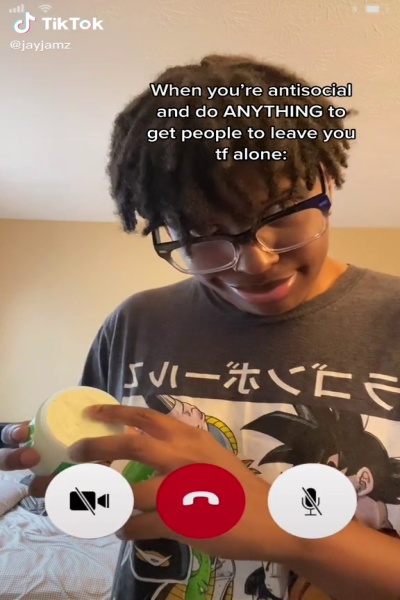 TikTok
@jayjamz
When you're antisocial
and do ANYTHING to
get people to leave you
tf alone:
ラゴンボールZ